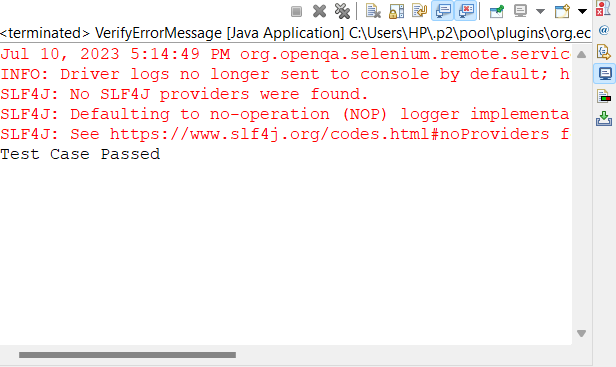 <terminated> VerifyErrorMessage [Java Application] C:\Users\HP\.p2\pool\plugins\org.ec
Jul 10, 2023 5:14:49 PM org.openqa.selenium.remote.servic
INFO: Driver logs no longer sent to console by default; h
SLF4J: No SLF4J providers were found.
SLF4J: Defaulting to no-operation (NOP) logger implementa
SLF4J: See https://www.slf4j.org/codes.html#noProviders f
Test Case Passed